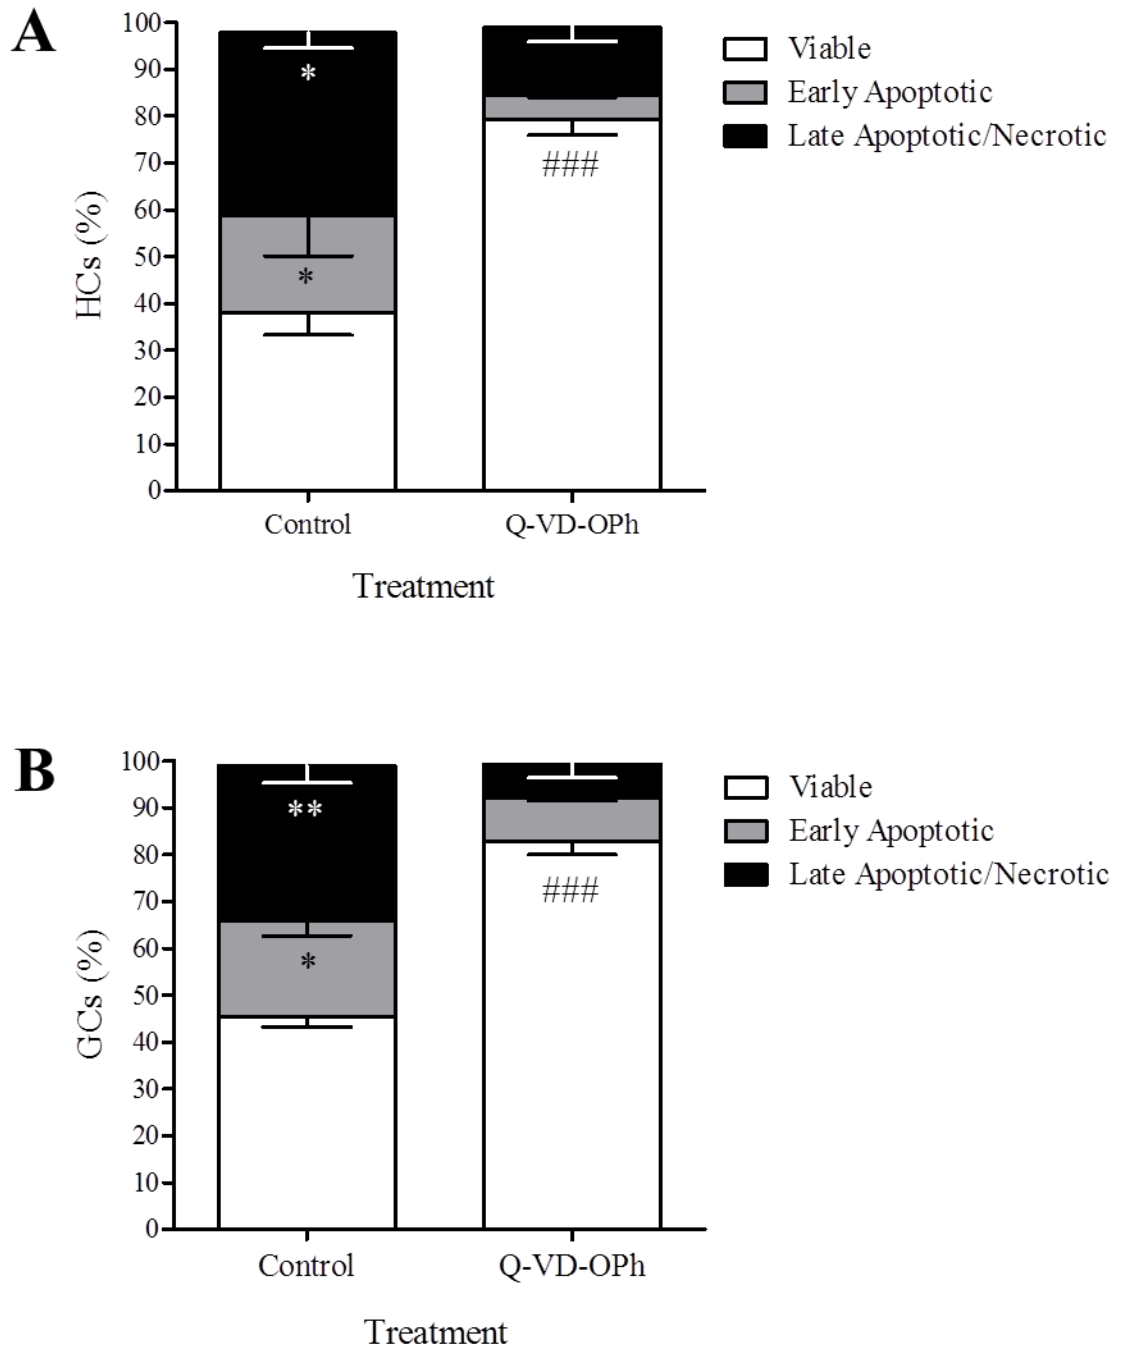 A
100
90
80
70
60
50
40
30
20
10
0
HCs (%)
*
*
###
Control
Q-VD-OPh
Treatment
Viable
Early Apoptotic
Late Apoptotic/Necrotic
B
100
90
80
70
60
50
40
30
20
10
0
GCs (%)
**
*
###
Control
Q-VD-OPh
Treatment
Viable
Early Apoptotic
Late Apoptotic/Necrotic